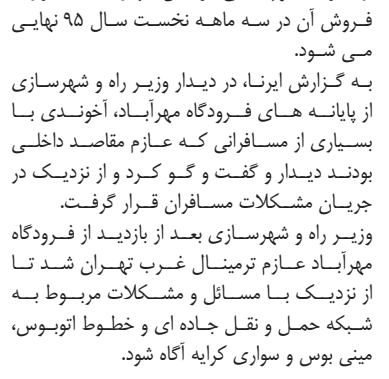 فروش آن در سه ماهه نخست سال ۹۵ نهایی
می شود.
به گزارش ایرنا، در دیدار وزیر راه و شهرسازی
از پایانه های فرودگاه مهرآباد، آخوندی با
بسیاری از مسافرانی که عازم مقاصد داخلی
بودند دیدار و گفت و گو کرد و از نزدیک در
جریان مشکلات مسافران قرار گرفت.
وزیر راه و شهرسازی بعد از بازدید از فرودگاه
مهرآباد عازم ترمینال غرب تهران شد تا
از نزدیک با مسائل و مشکلات مربوط به
شبکه حمل و نقل جاده ای و خطوط اتوبوس،
مینی بوس و سواری کرایه آگاه شود.